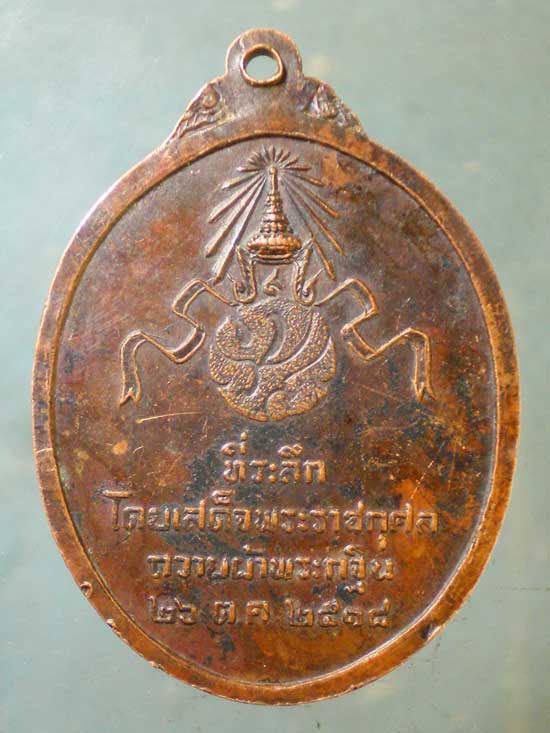 ที่ระลึก
โดยเสด็จพระราชกุศล
ถวายผ้าพระกฐิน
๒๖ ต ค ๒๕๑๘